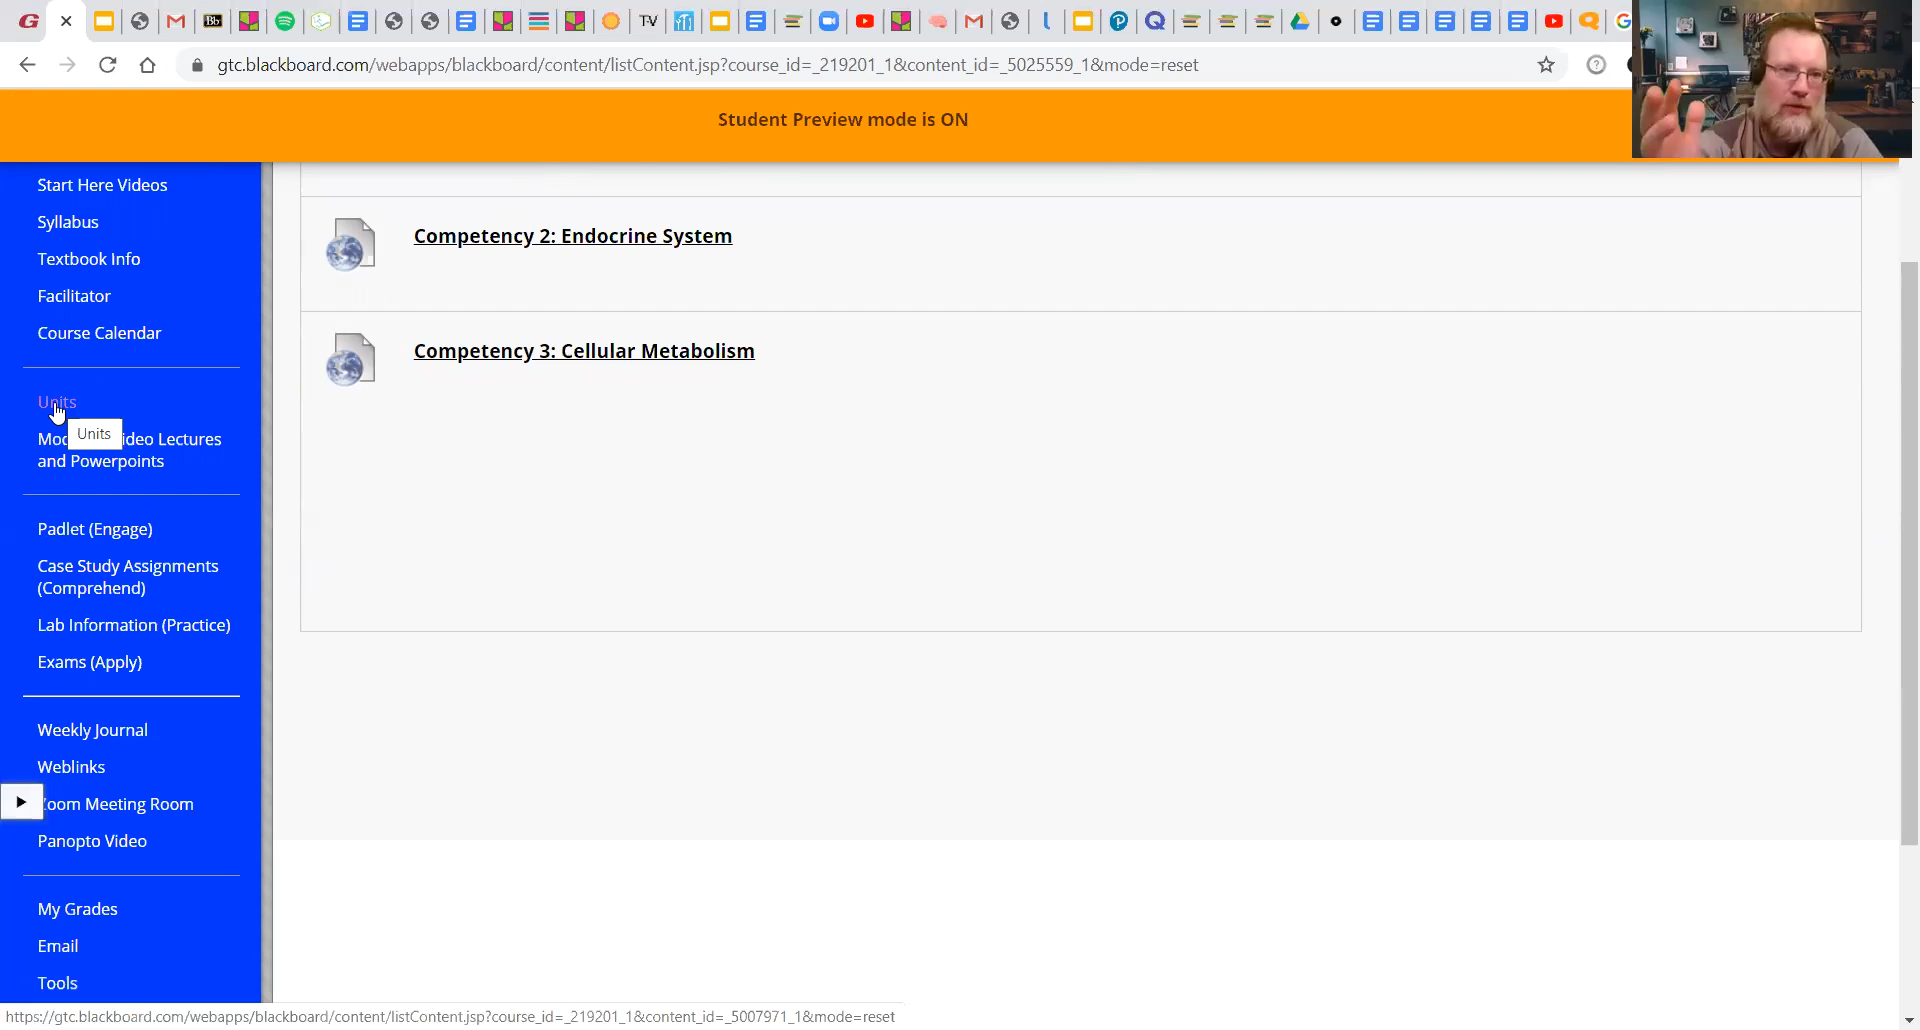 Bb
T-V
gtc.blackboard.com/webapps/blackboard/content/listContent.jsp?course_id=_219201_1&content_id=_5025559_1&mode=reset
Student Preview mode is ON
Start Here Videos
Syllabus
Textbook Info
Facilitator
Course Calendar
Units
Units
Video Lectures
and Powerpoints
Padlet (Engage)
Case Study Assignments
(Comprehend)
Lab Information (Practice)
Exams (Apply)
Weekly Journal
Weblinks
Zoom Meeting Room
Panopto Video
My Grades
Email
Tools
Competency 2: Endocrine System
Competency 3: Cellular Metabolism
https://gtc.blackboard.com/webapps/blackboard/content/listContent.jsp?course_id=_219201_1&content_id=_5007971_1&mode=reset